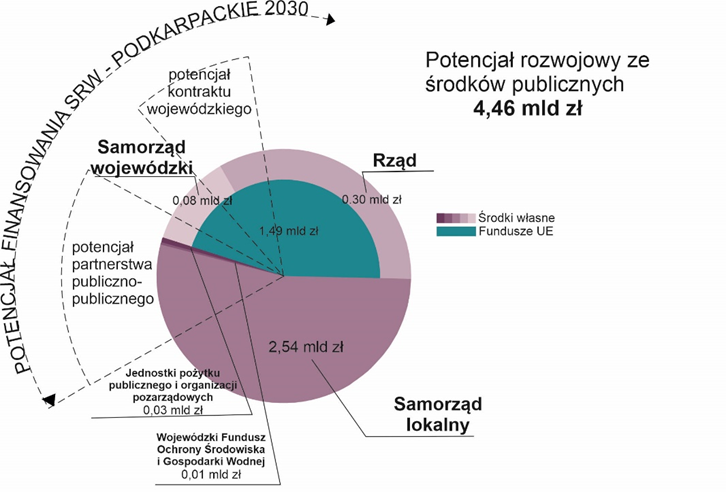 POTENCJAŁ FINANSOWANIA SRW - PODKARPACKIE 2030
Potencjał rozwojowy ze
środków publicznych
4,46 mld zł
potencjał
kontraktu
wojewódzkiego
Samorząd
wojewódzki
0,08 mld zł
Rząd
0.30 mld zł
1,49 mld zł
Środki własne
Fundusze UE
potencjał
partnerstwa
publiczno-
publicznego
2,54 mld zł
Samorząd
lokalny
Jednostki pożytku
publicznego i organizacji
pozarządowych
0,03 mld zł
Wojewódzki Fundusz
Ochrony Środowiska
i Gospodarki Wodnej
0,01 mld zł